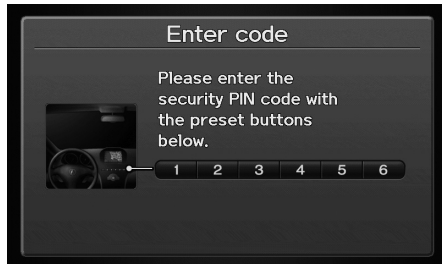 Enter code
Please enter the
security PIN code with
the preset buttons
below.
1 2 3 4 5 6